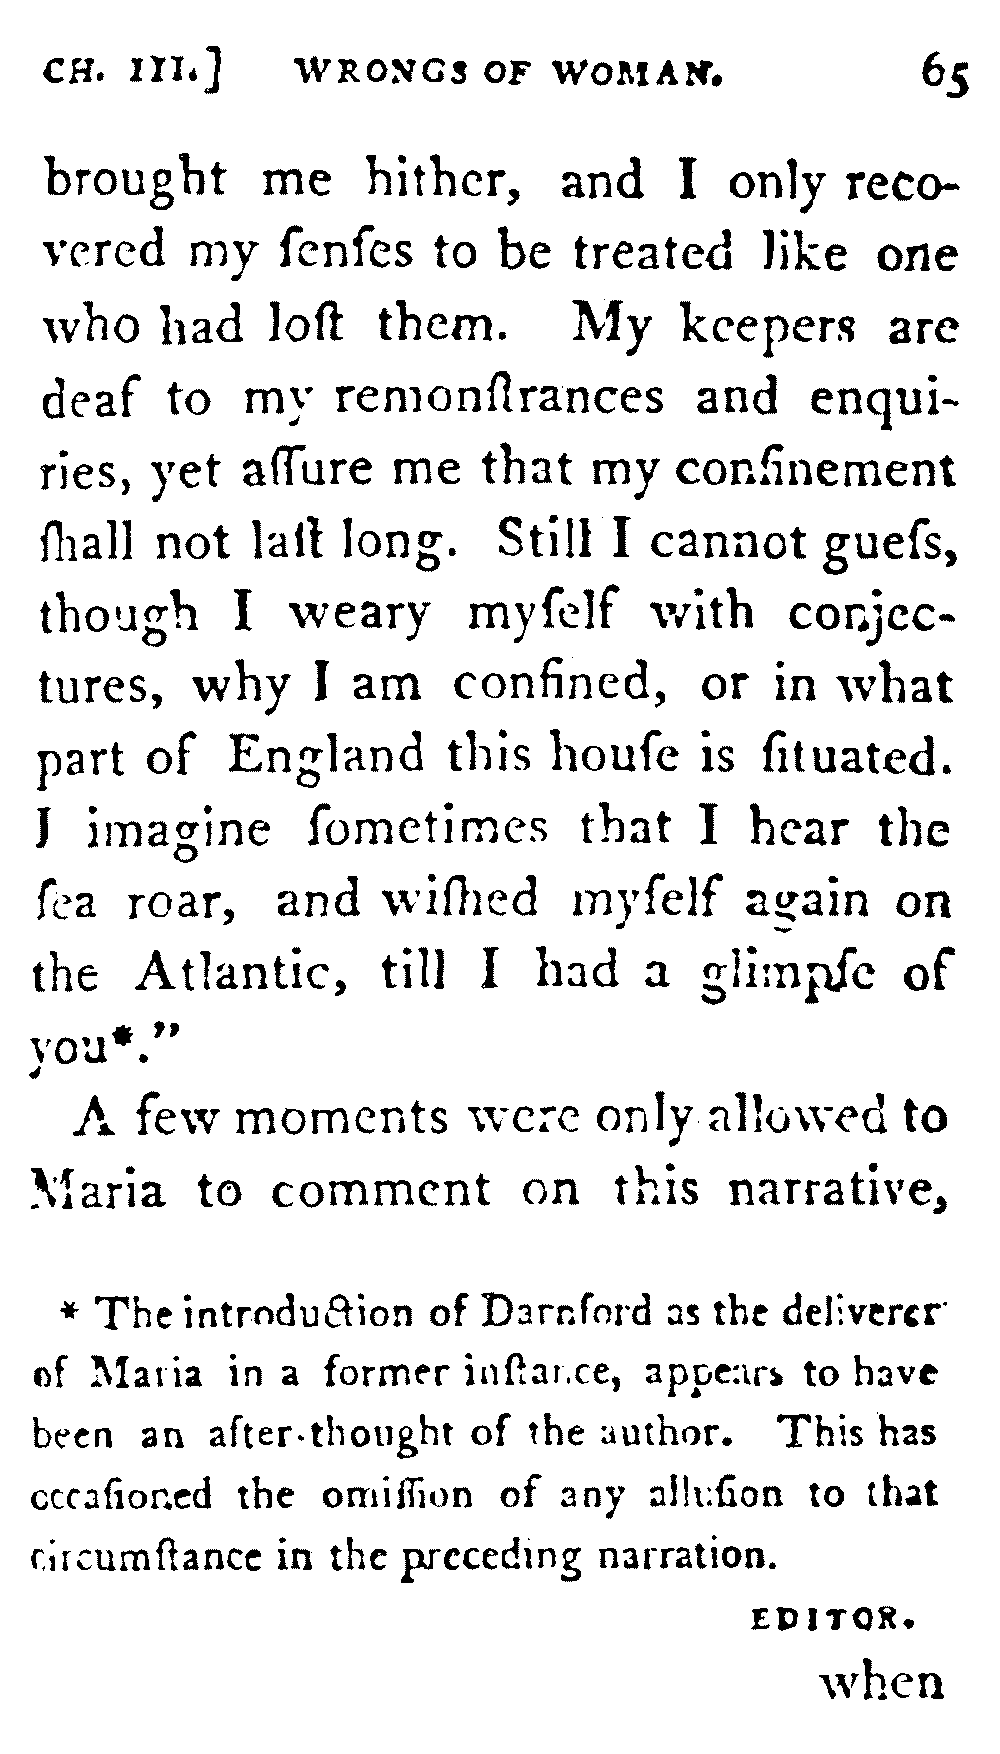 CH. III.] WRONGS OF WOMAN. 65
brought me hither, and I only reco-
vered my ſenſes to be treated like one
who had loſt them. My keepers are
deaf to my remonſtrances and enqui-
ries, yet aſſure me that my confinement
ſhall not laſt long. Still I cannot gueſs,
though I weary myſelf with conjec-
tures, why I am confined, or in what
part of England this houſe is ſituated.
I imagine ſometimes that I hear the
ſea roar, and wiſhed myſelf again on
the Atlantic, till I had a glimpſe of
you*.”
A few moments were only allowed to
Maria to comment on this narrative,
* The introduction of Darnford as the deliverer
of Maria in a former inſtance, appears to have
been an after-thought of the author. This has
occaſioned the omiſſion of any alluſion to that
circumſtance in the preceding narration.
EDITOR.
when